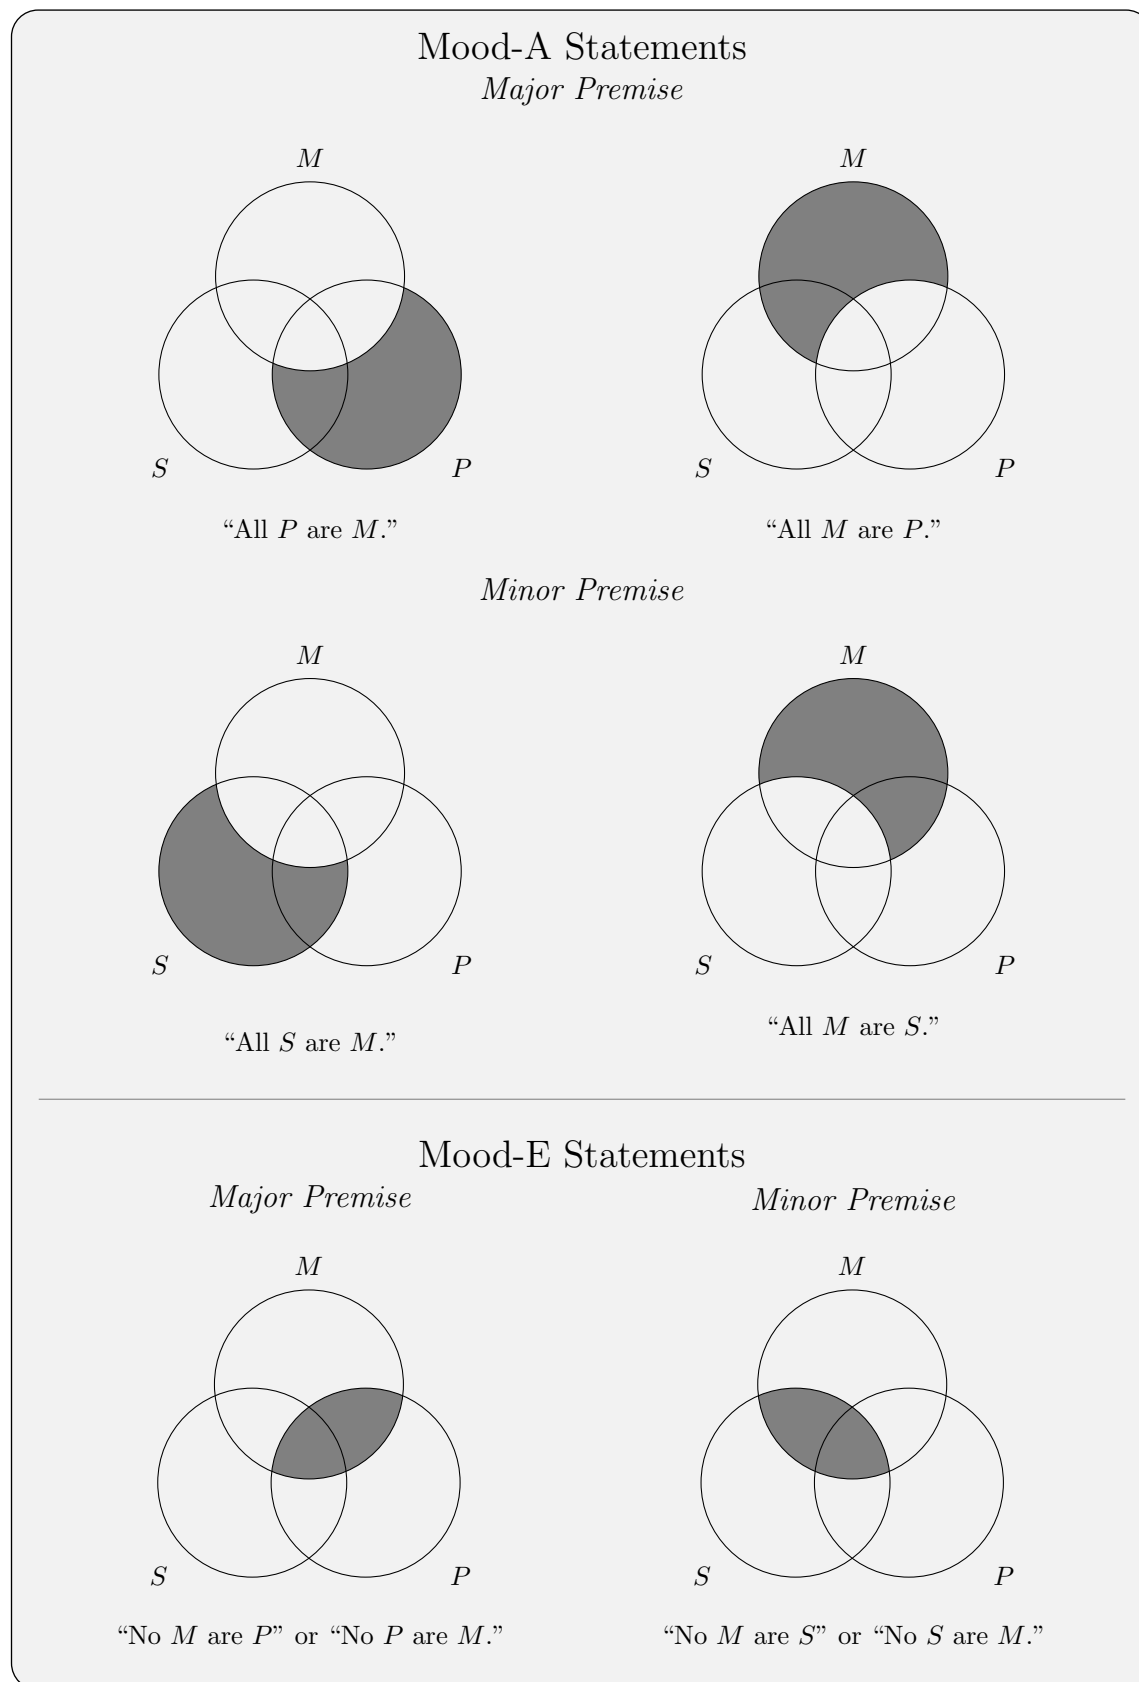 Mood-A Statements
Major Premise
M M
S P S P
“All P are M.” “All M are P.”
Minor Premise
M M
S P S P
“All M are S.”
“All S are M.”
Mood-E Statements
Major Premise Minor Premise
M M
S P S P
“No M are P” or “No P are M.” “No M are S” or “No S are M.”